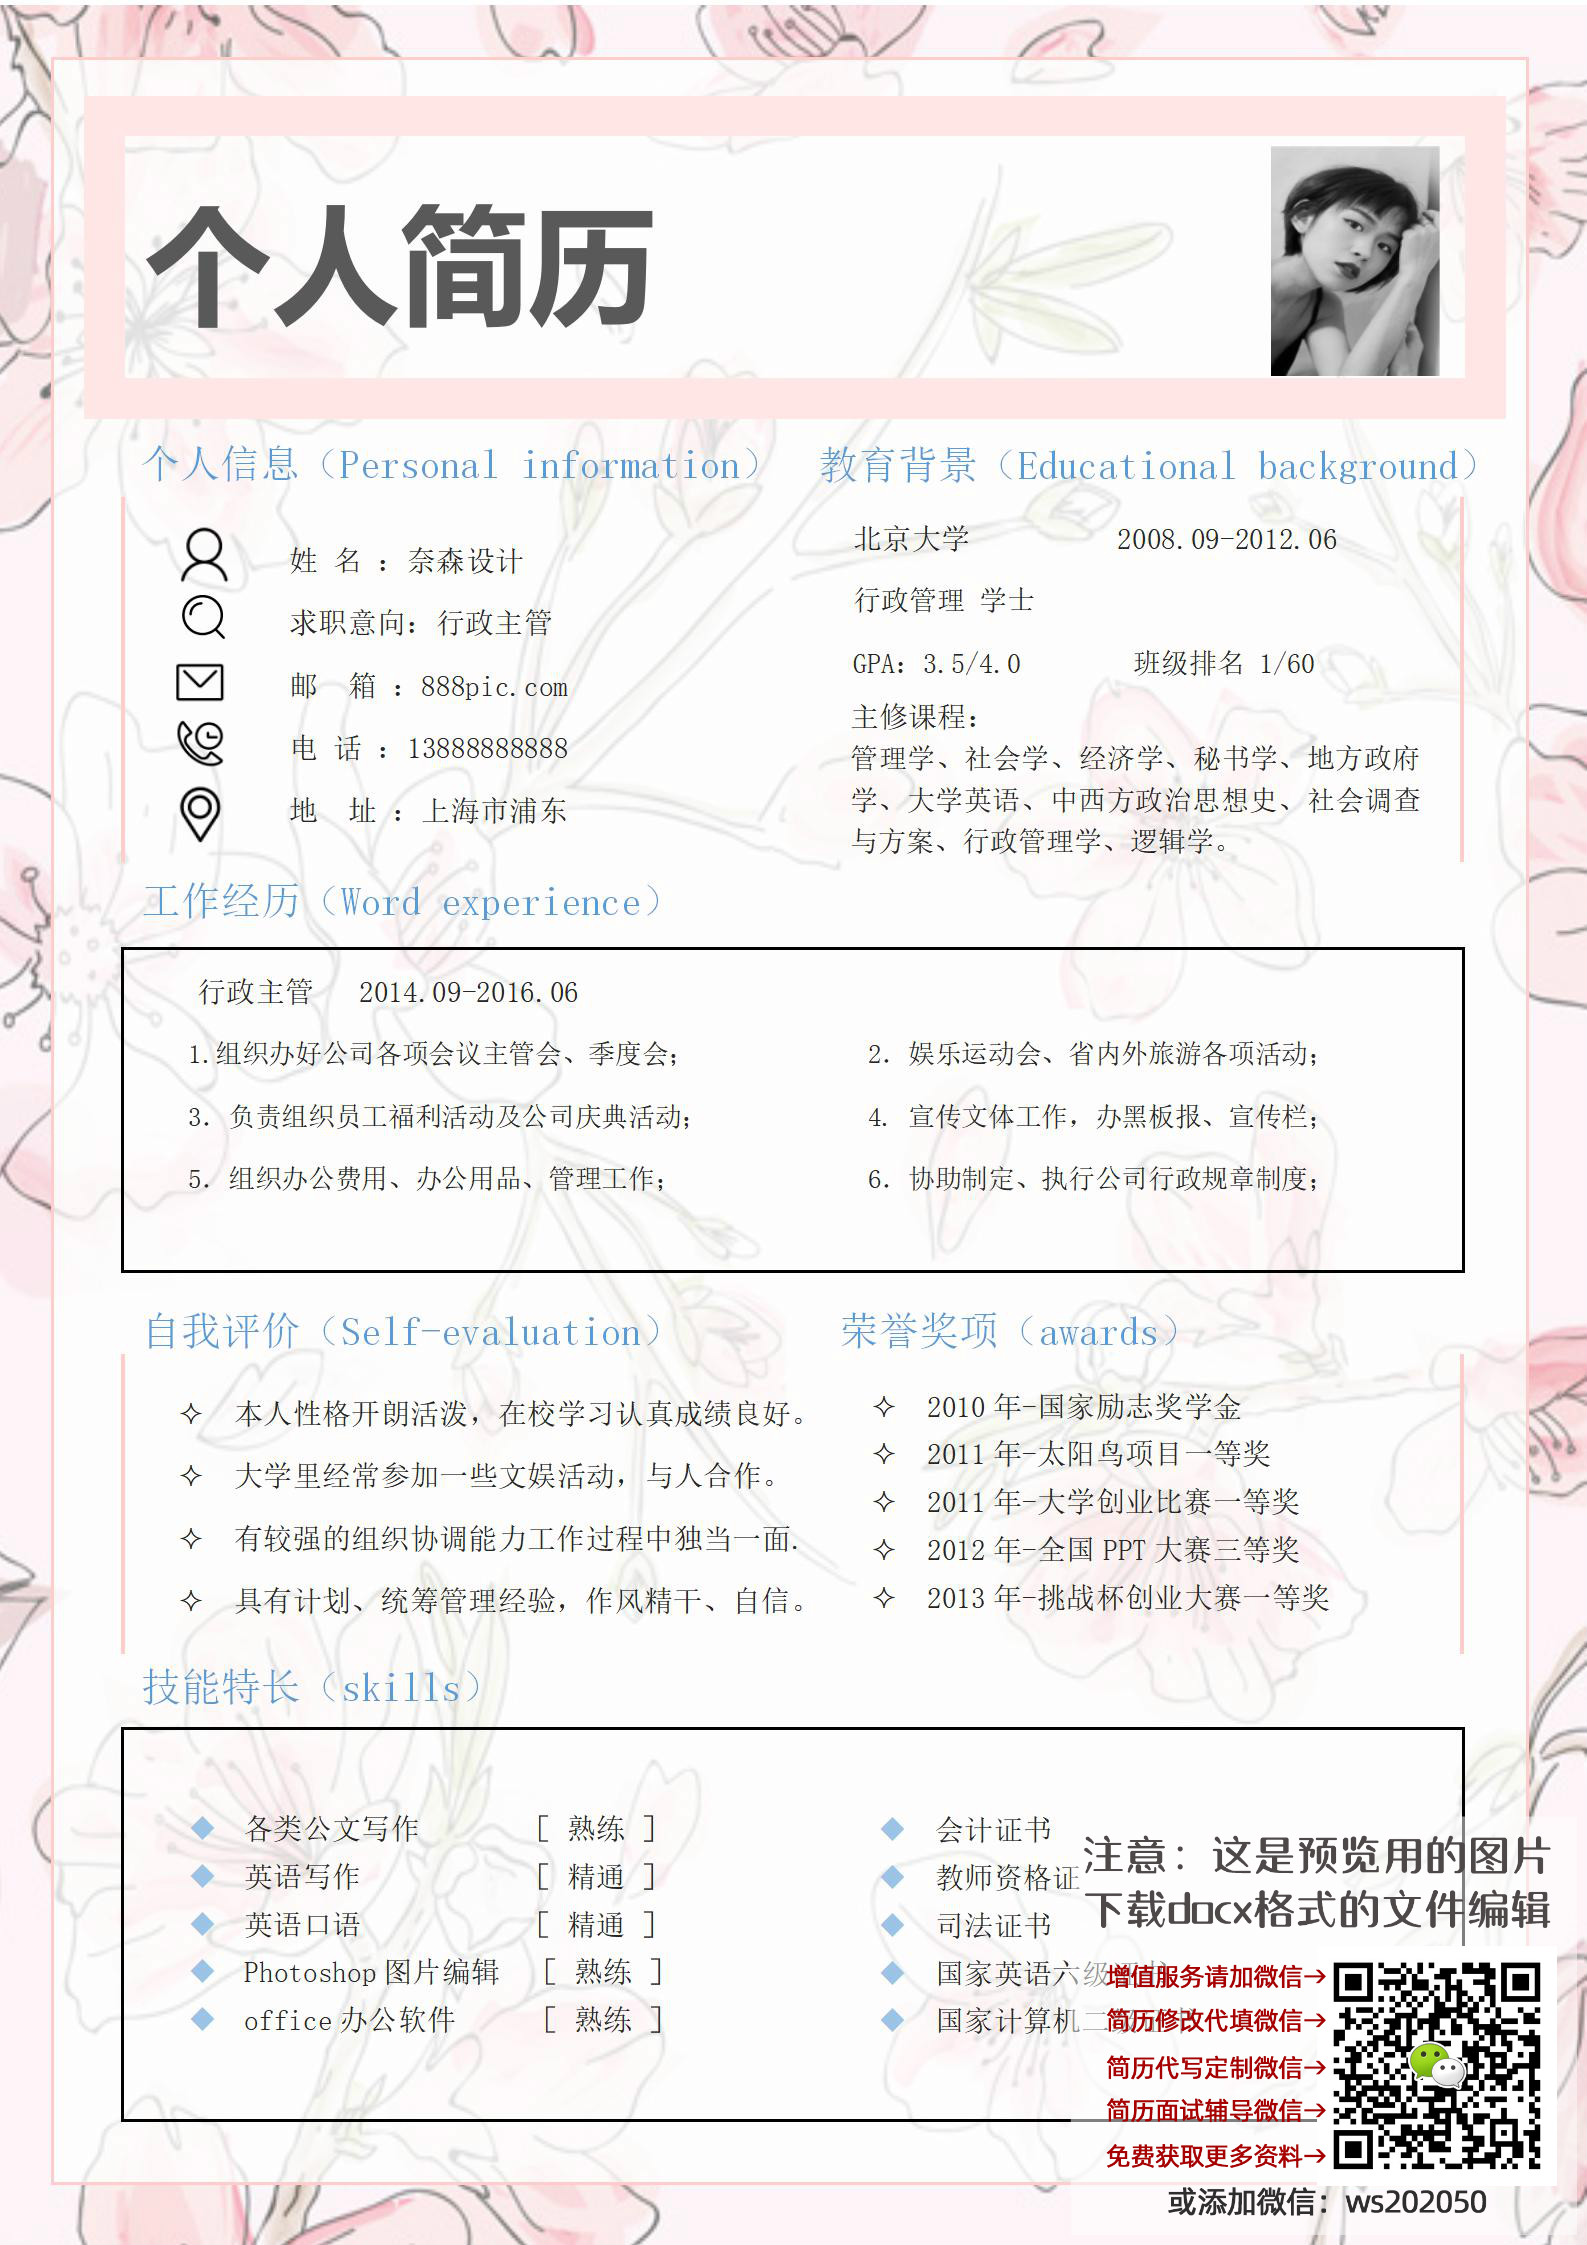 个人简历
个人信息（Personal information）
姓 名 ：奈森设计
求职意向：行政主管
邮 箱 ：888pic.com
电 话 ：13888888888
地 址 ：上海市浦东
教育背景（Educational background）
北京大学 2008.09-2012.06
行政管理 学士
GPA：3.5/4.0 班级排名 1/60
主修课程：
管理学、社会学、经济学、秘书学、地方政府
学、大学英语、中西方政治思想史、社会调查
与方案、行政管理学、逻辑学。
工作经历（Word experience）
行政主管 2014.09-2016.06
1.组织办好公司各项会议主管会、季度会；
2. 娱乐运动会、省内外旅游各项活动；
3. 负责组织员工福利活动及公司庆典活动；
4. 宣传文体工作，办黑板报、宣传栏；
5. 组织办公费用、办公用品、管理工作；
6. 协助制定、执行公司行政规章制度；
自我评价（Self-evaluation）
本人性格开朗活泼，在校学习认真成绩良好。
大学里经常参加一些文娱活动，与人合作。
有较强的组织协调能力工作过程中独当一面.
具有计划、统筹管理经验，作风精干、自信。
荣誉奖项（awards）
2010 年-国家励志奖学金
2011 年-太阳鸟项目一等奖
2011 年-大学创业比赛一等奖
2012 年-全国 PPT 大赛三等奖
2013 年-挑战杯创业大赛一等奖
技能特长（skills）
各类公文写作 [ 熟练 ]
英语写作 [ 精通 ]
英语口语 [ 精通 ]
Photoshop 图片编辑 [ 熟练 ]
office 办公软件 [ 熟练 ]
会计证书
教师资格证
司法证书
国家英语六级证书
国家计算机二级证书
注意：这是预览用的图片
下载docx格式的文件编辑
增值服务请加微信→
简历修改代填微信→
简历代写定制微信→
简历面试辅导微信→
免费获取更多资料→
或添加微信：ws202050